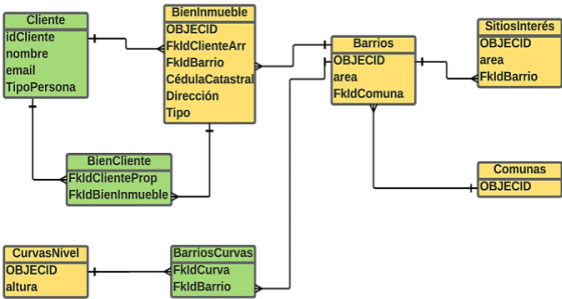 Cliente
idCliente
nombre
email
TipoPersona
BienInmueble
OBJECID
FkIdClienteArr
FkIdBarrio
CédulaCatastral
Dirección
Tipo
Barrios
OBJECID
area
FkIdComuna
SitiosInterés
OBJECID
area
FkIdBarrio
BienCliente
FkIdClienteProp
FkIdBienInmueble
Comunas
OBJECID
CurvasNivel
OBJECID
altura
BarriosCurvas
FkIdCurva
FkIdBarrio